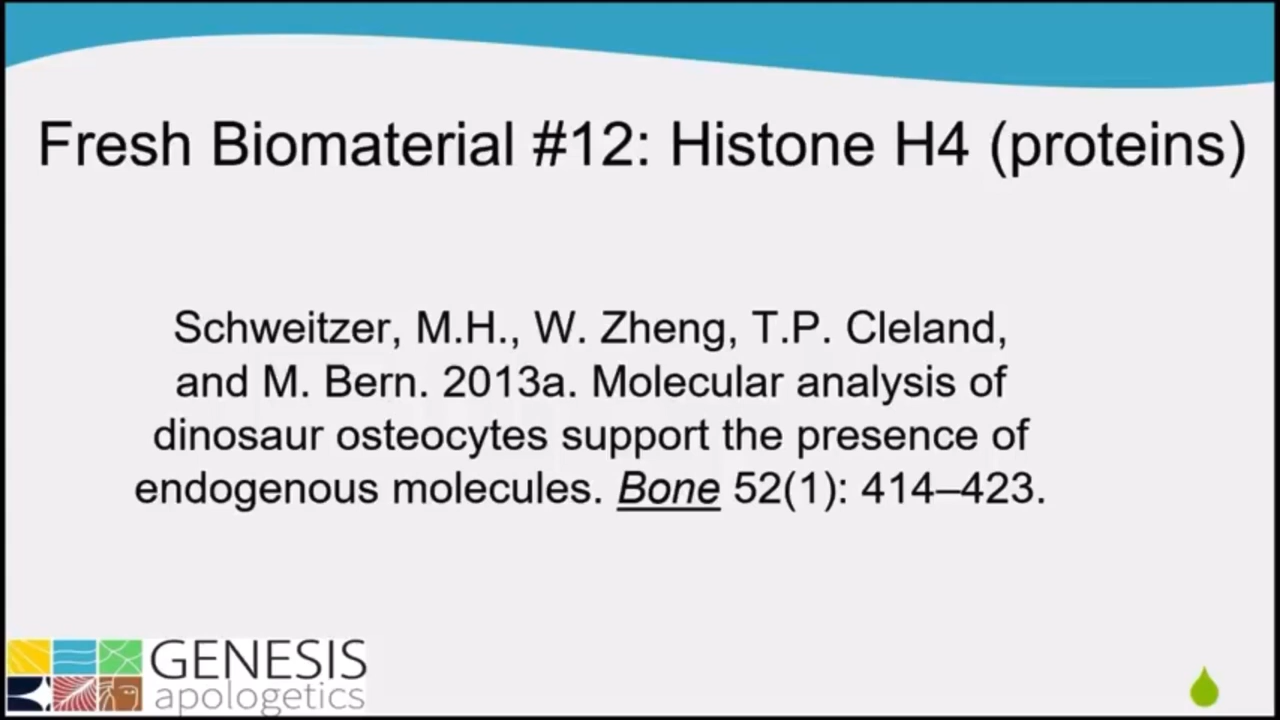 Fresh Biomaterial #12: Histone H4 (proteins)
Schweitzer, M.H., W. Zheng, T.P. Cleland,
and M. Bern. 2013a. Molecular analysis of
dinosaur osteocytes support the presence of
endogenous molecules. Bone 52(1): 414–423.
GENESIS
apologetics